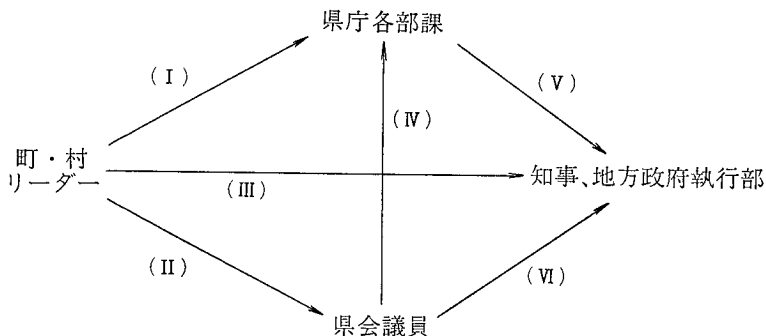 県庁各部課
(I)
(V)
(IV)
町・村
リーダー
(III)
知事、地方政府執行部
(II)
(VI)
県会議員